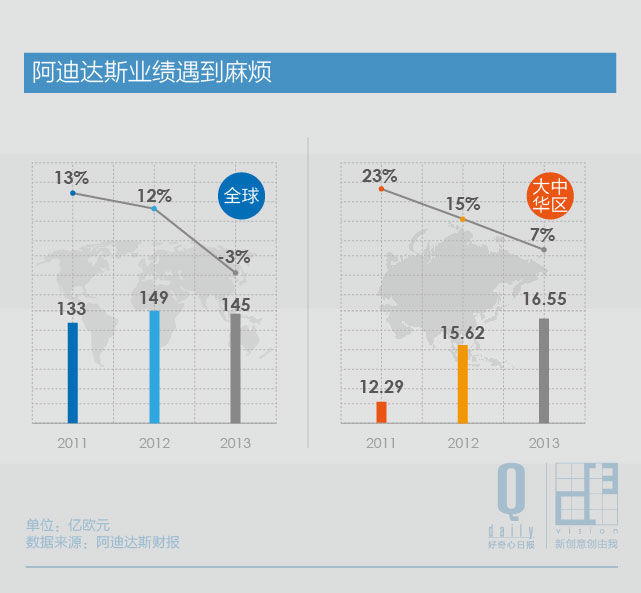 阿迪达斯业绩遇到麻烦
13%
12%
-3%
全球
133
149
145
2011 2012 2013
23%
15%
7%
大中
华区
12.29
15.62
16.55
2011 2012 2013
单位：亿欧元
数据来源：阿迪达斯财报
Q
daily
好奇心日报
vision
新创意创由我